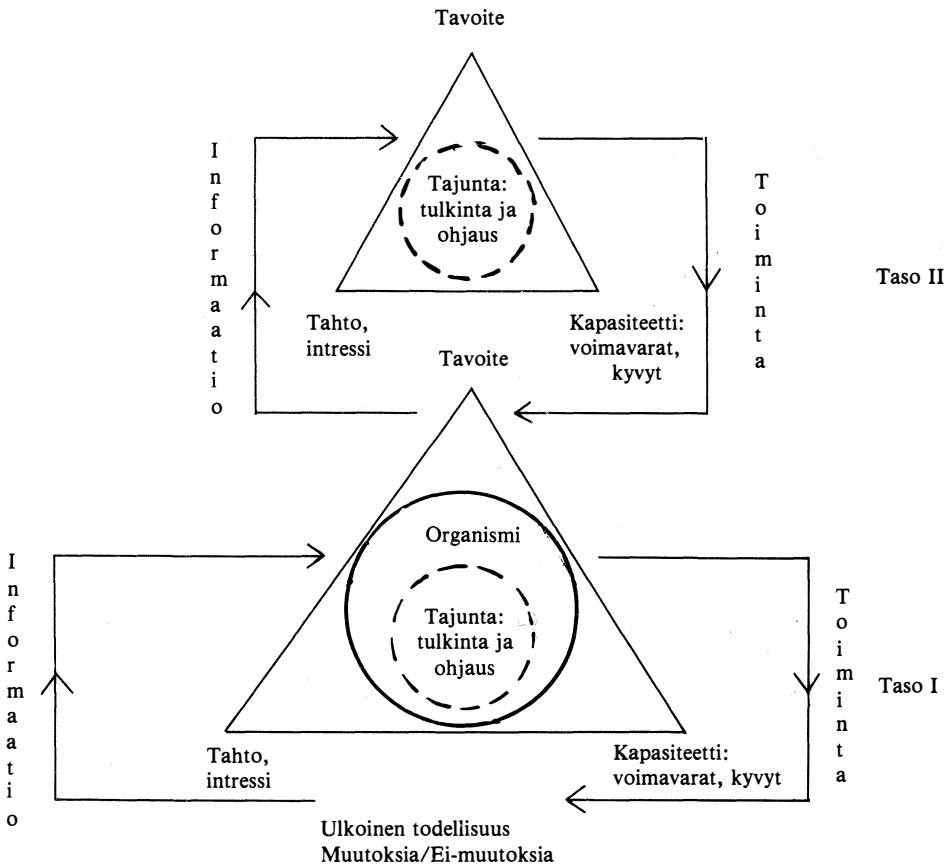 Tavoite
Informaatio
Tajunta:
tulkinta ja
ohjaus
Toiminta
Taso II
Tahto,
intressi
Kapasiteetti:
voimavarat,
kyvyt
Tavoite
Informaatio
Organismi
Tajunta:
tulkinta ja
ohjaus
Toiminta
Taso I
Tahto,
intressi
Kapasiteetti:
voimavarat, kyvyt
Ulkoinen todellisuus
Muutoksia/Ei-muutoksia